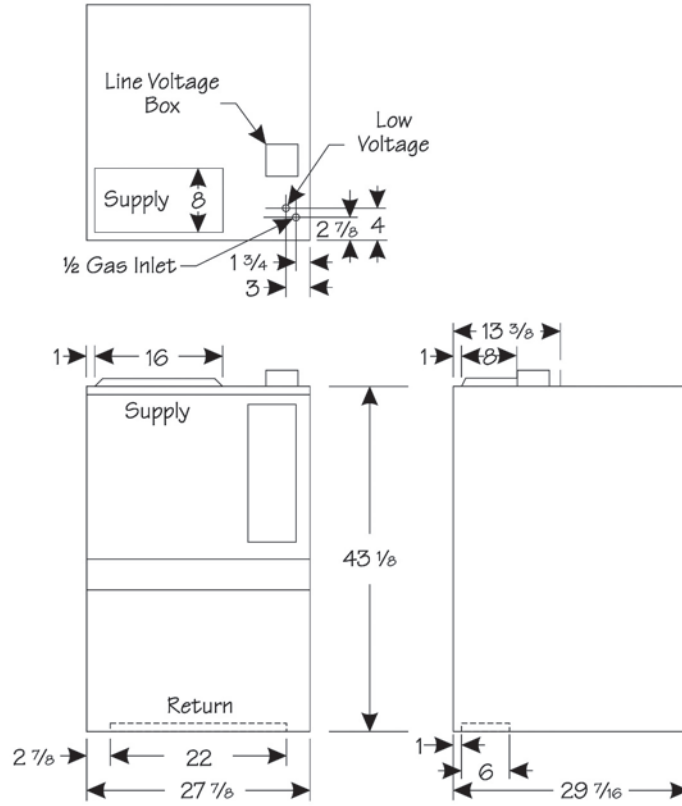 Line Voltage
Box
Low
Voltage
Supply
8
4
2 7/8
½ Gas Inlet
1 3/4
3
13 3/8
1
16
1
8
Supply
43 1/8
Return
2 7/8
22
1
6
27 7/8
29 7/16